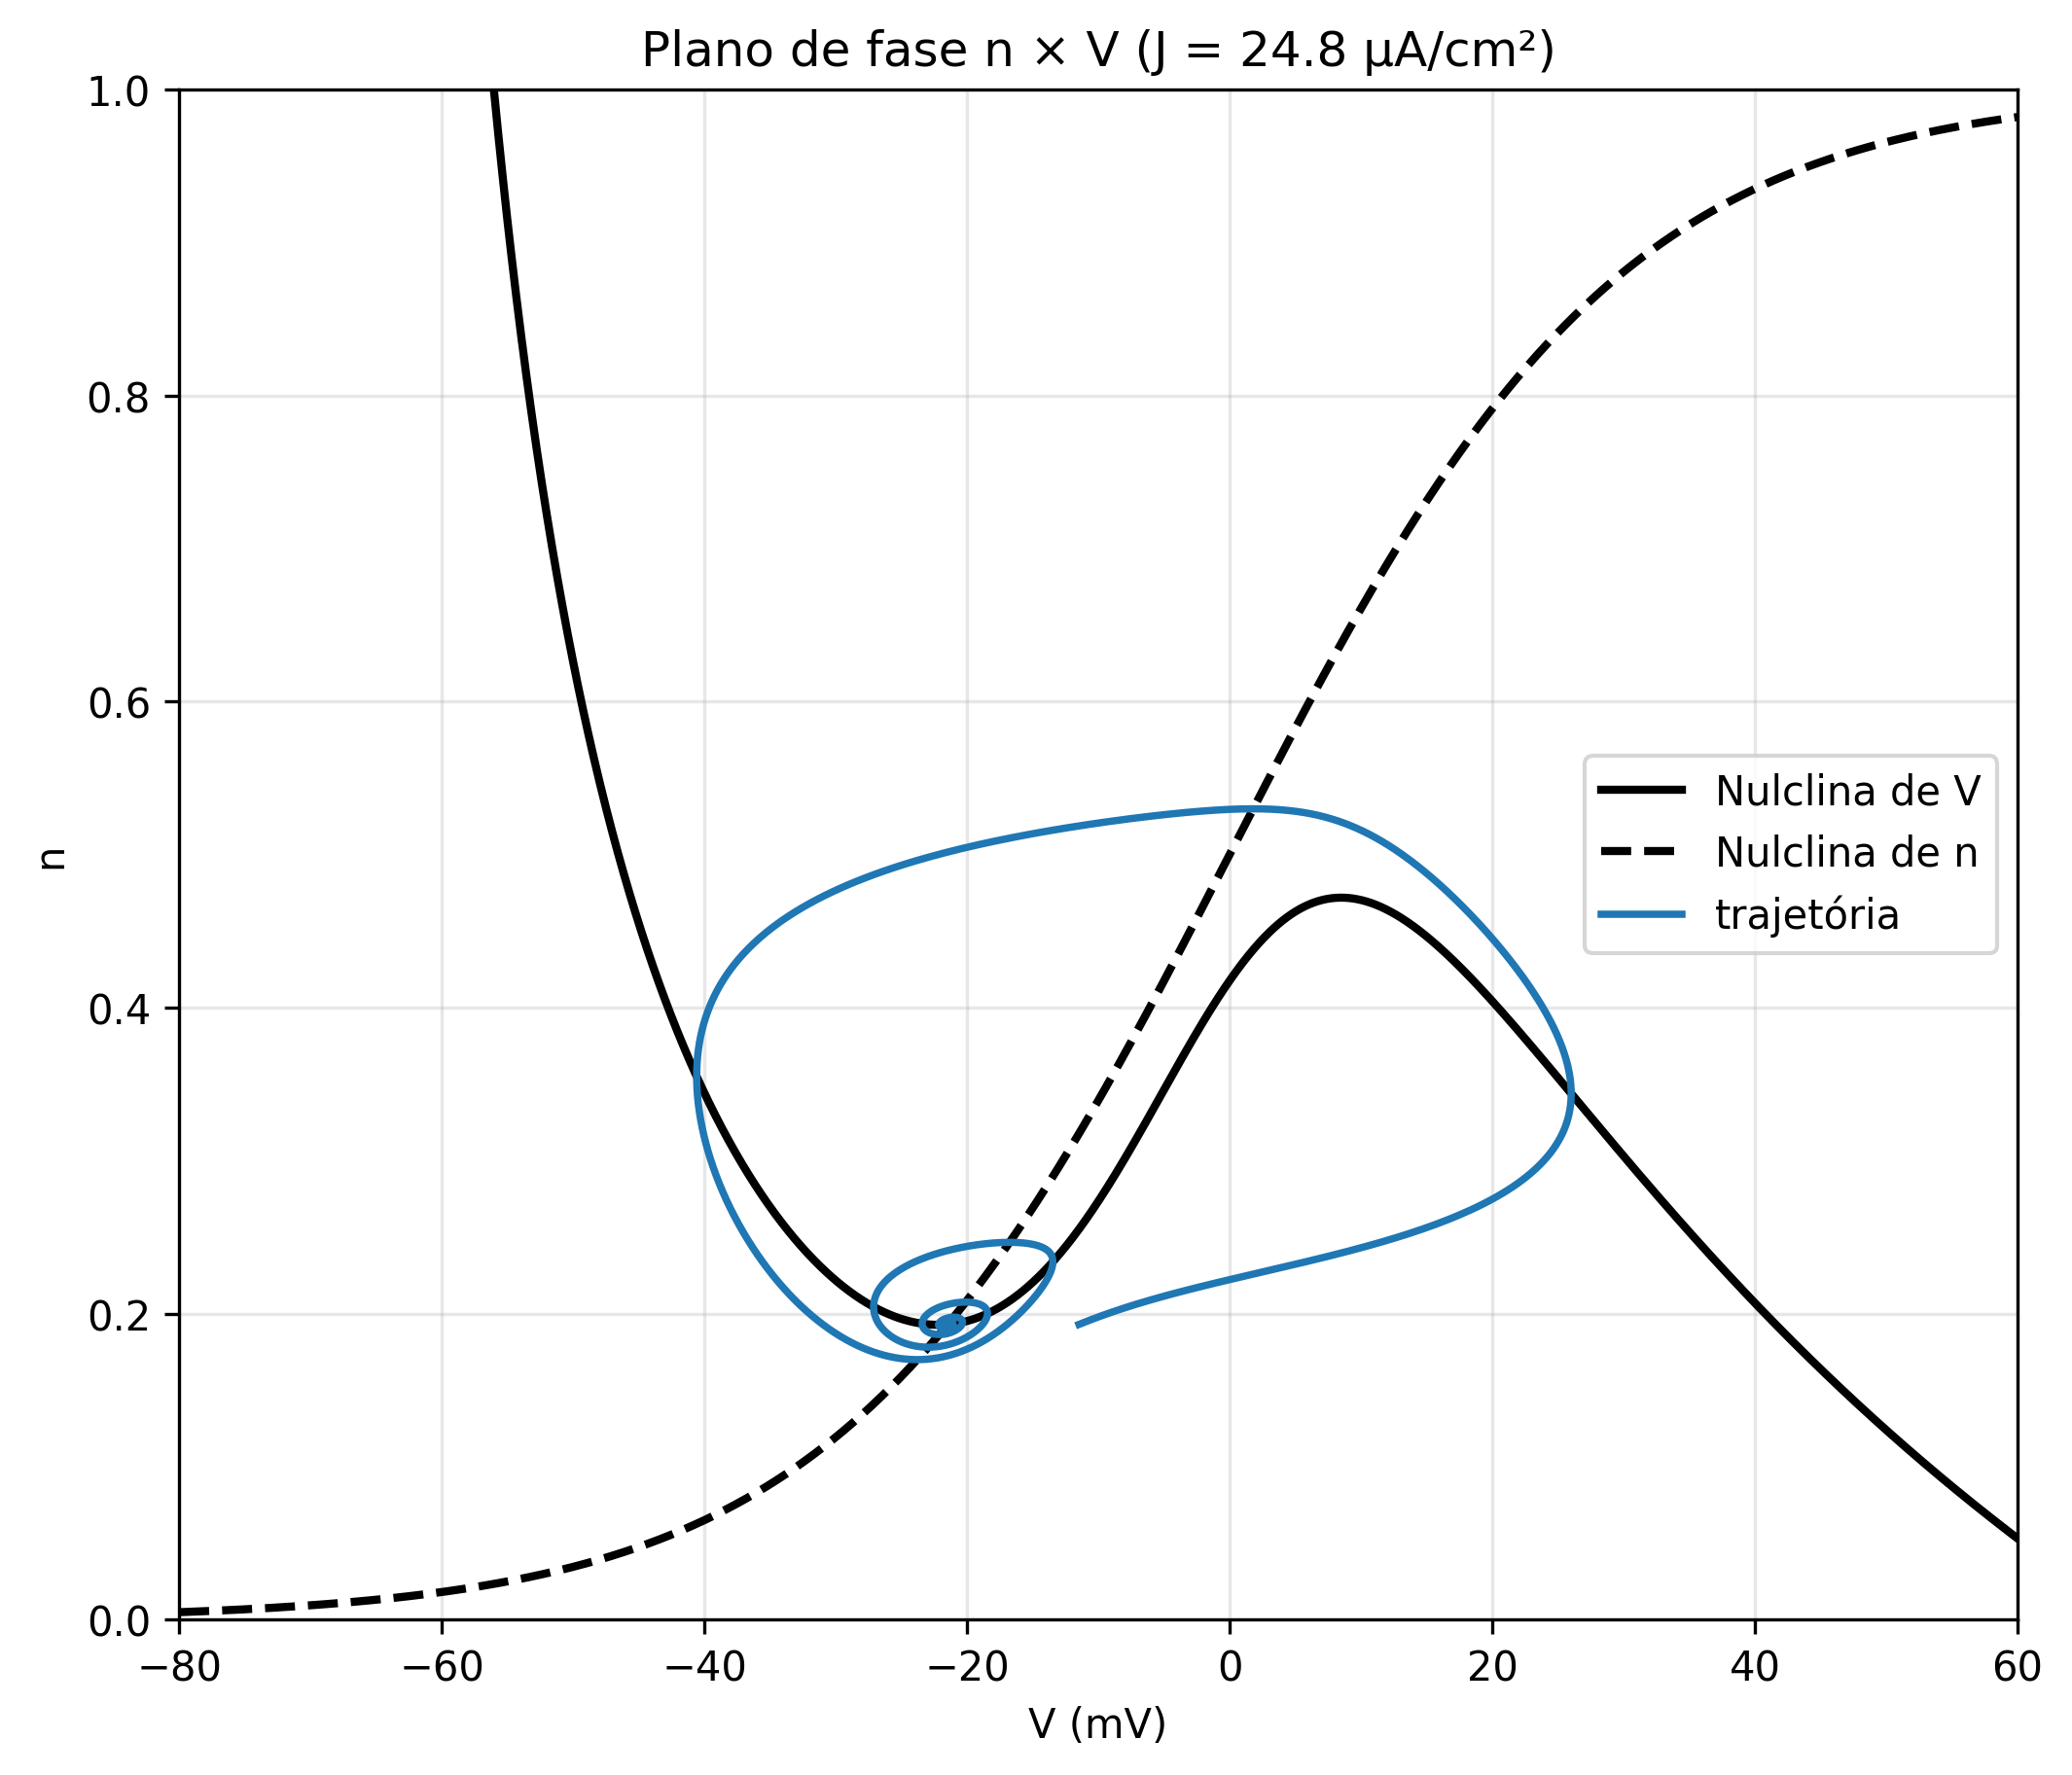 Plano de fase n × V (J = 24.8 µA/cm²)
1.0
0.8
0.6
0.4
0.2
0.0
n
Nulclina de V
Nulclina de n
trajetória
−80
−60
−40
−20
0
20
40
60
V (mV)